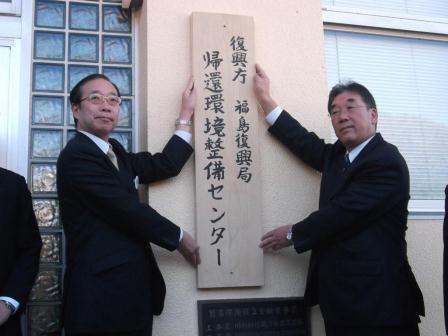 復興庁 福島復興局
帰還環境整備センター